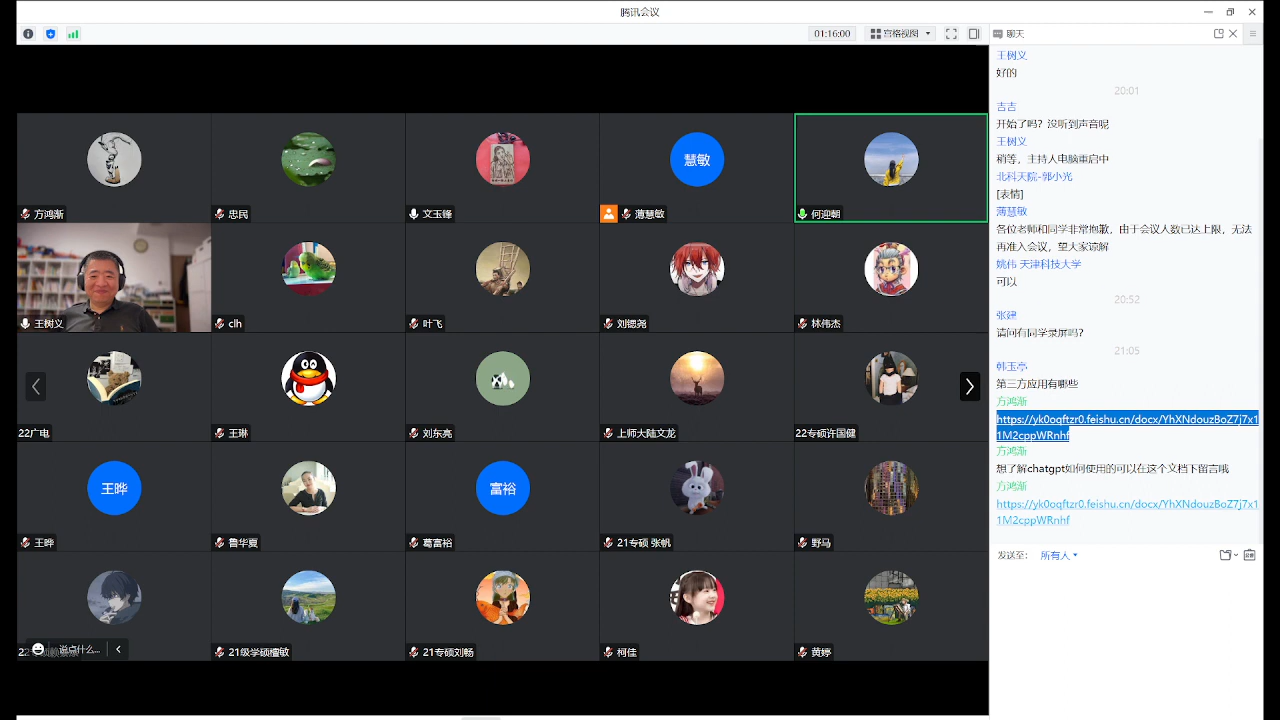 腾讯会议
01:16:00
宫格视图
聊天
方鸿渐
忠民
文玉锋
慧敏
薄慧敏
何迎朝
王树义
clh
叶飞
刘锶尧
林伟杰
22广电
王琳
刘东亮
上师大陆文龙
22专硕许国健
王晔
王晔
鲁华夏
富裕
葛富裕
21专硕 张帆
野马
说点什么...
21级学硕檀敏
21专硕刘畅
柯佳
黄婷
王树义
好的
20:01
吉吉
开始了吗？没听到声音呢
王树义
稍等，主持人电脑重启中
北科天院-郭小光
[表情]
薄慧敏
各位老师和同学非常抱歉，由于会议人数已达上限，无法
再准入会议，望大家谅解
姚伟 天津科技大学
可以
20:52
张建
请问有同学录屏吗？
21:05
韩玉亭
第三方应用有哪些
方鸿渐
https://yk0oqftzr0.feishu.cn/docx/YhXNdouzBoZ7j7x1
1M2cppWRnhf
方鸿渐
想了解chatgpt如何使用的可以在这个文档下留言哦
方鸿渐
https://yk0oqftzr0.feishu.cn/docx/YhXNdouzBoZ7j7x1
1M2cppWRnhf
发送至：
所有人